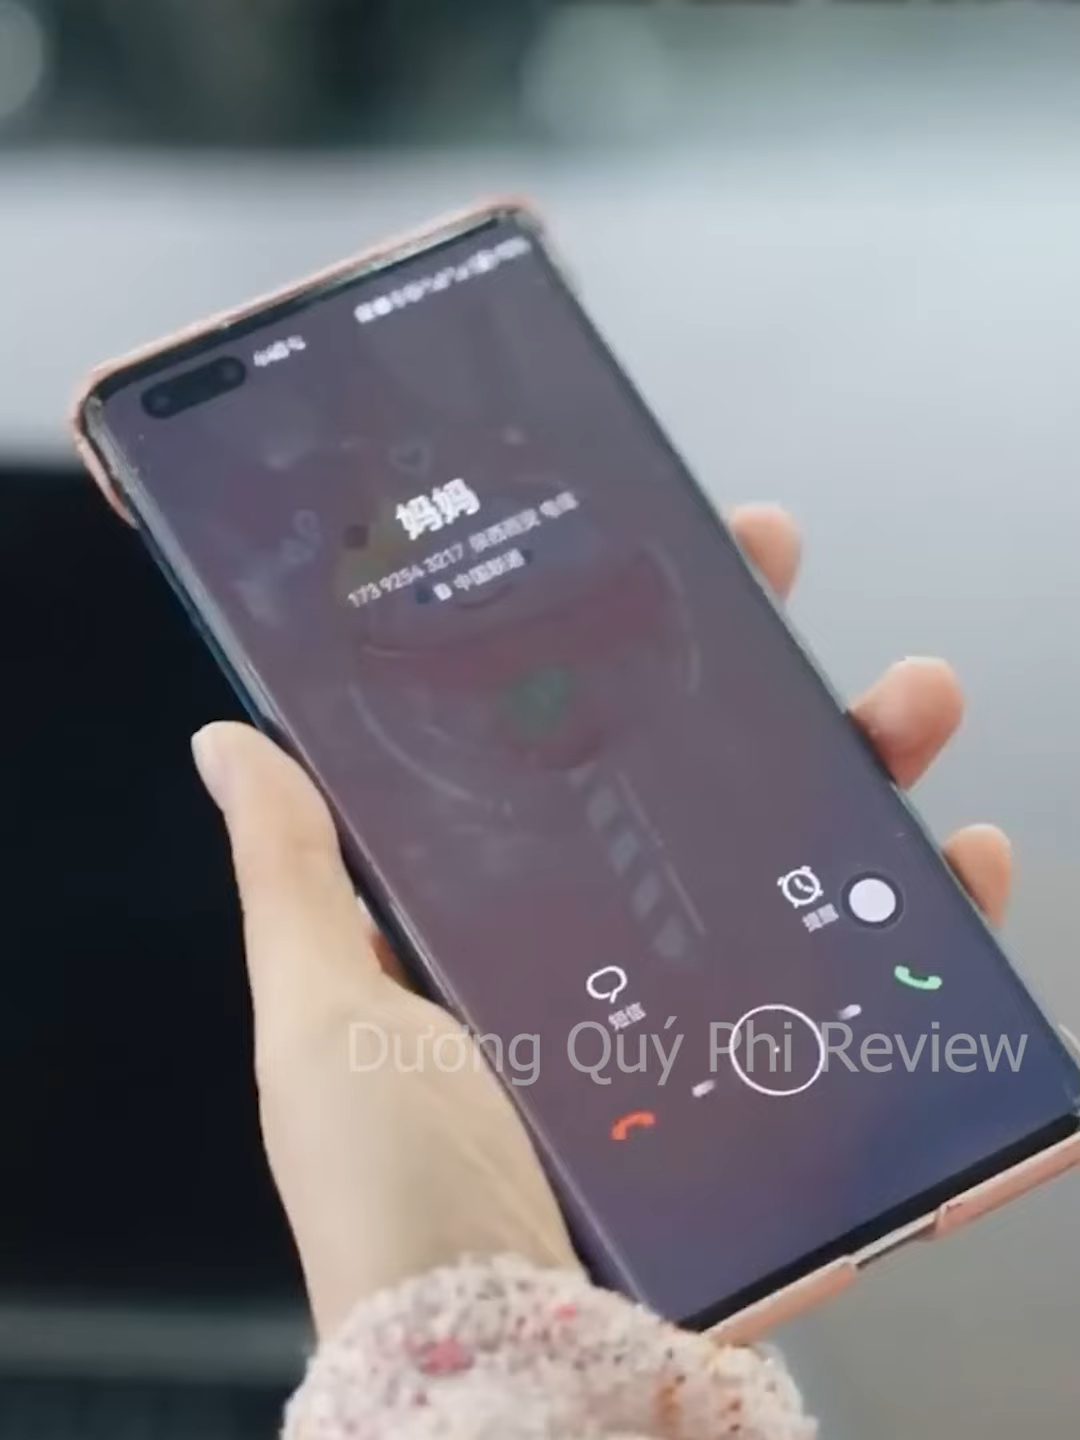 妈妈
173 9254 3217 陕西西安 电信
中国联通
提醒
短信
Dương Quý Phi Review